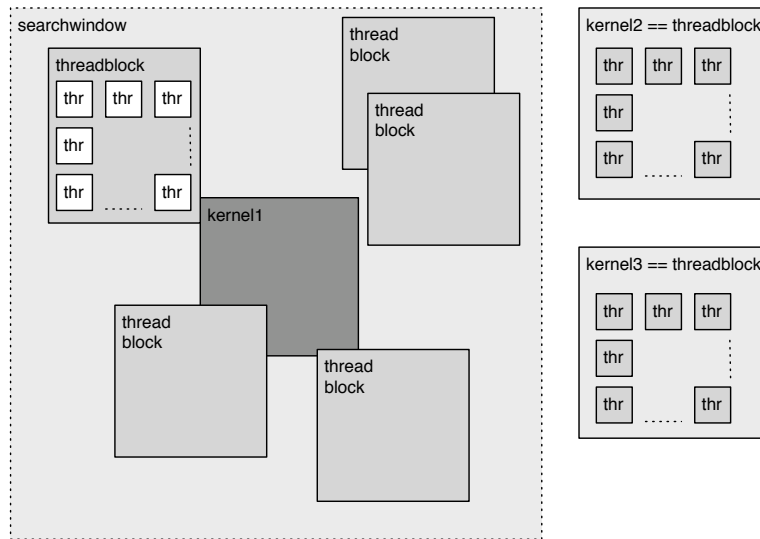 searchwindow
threadblock
thr thr thr
thr
thr ...... thr
thread
block
thread
block
kernel1
thread
block
thread
block
kernel2 == threadblock
thr thr thr
thr
thr ...... thr
kernel3 == threadblock
thr thr thr
thr
thr ...... thr